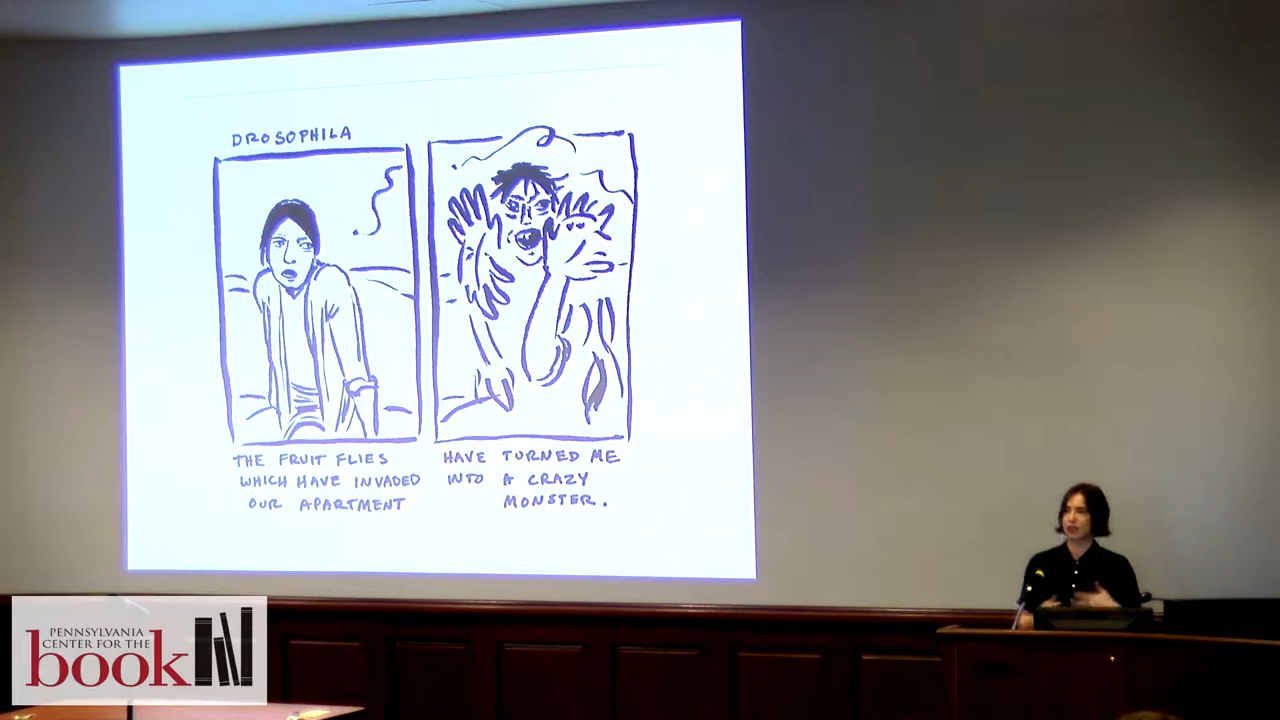 DROSOPHILA
THE FRUIT FLIES
WHICH HAVE INVADED
OUR APARTMENT
HAVE TURNED ME
INTO A CRAZY
MONSTER.
PENNSYLVANIA
CENTER FOR THE
book